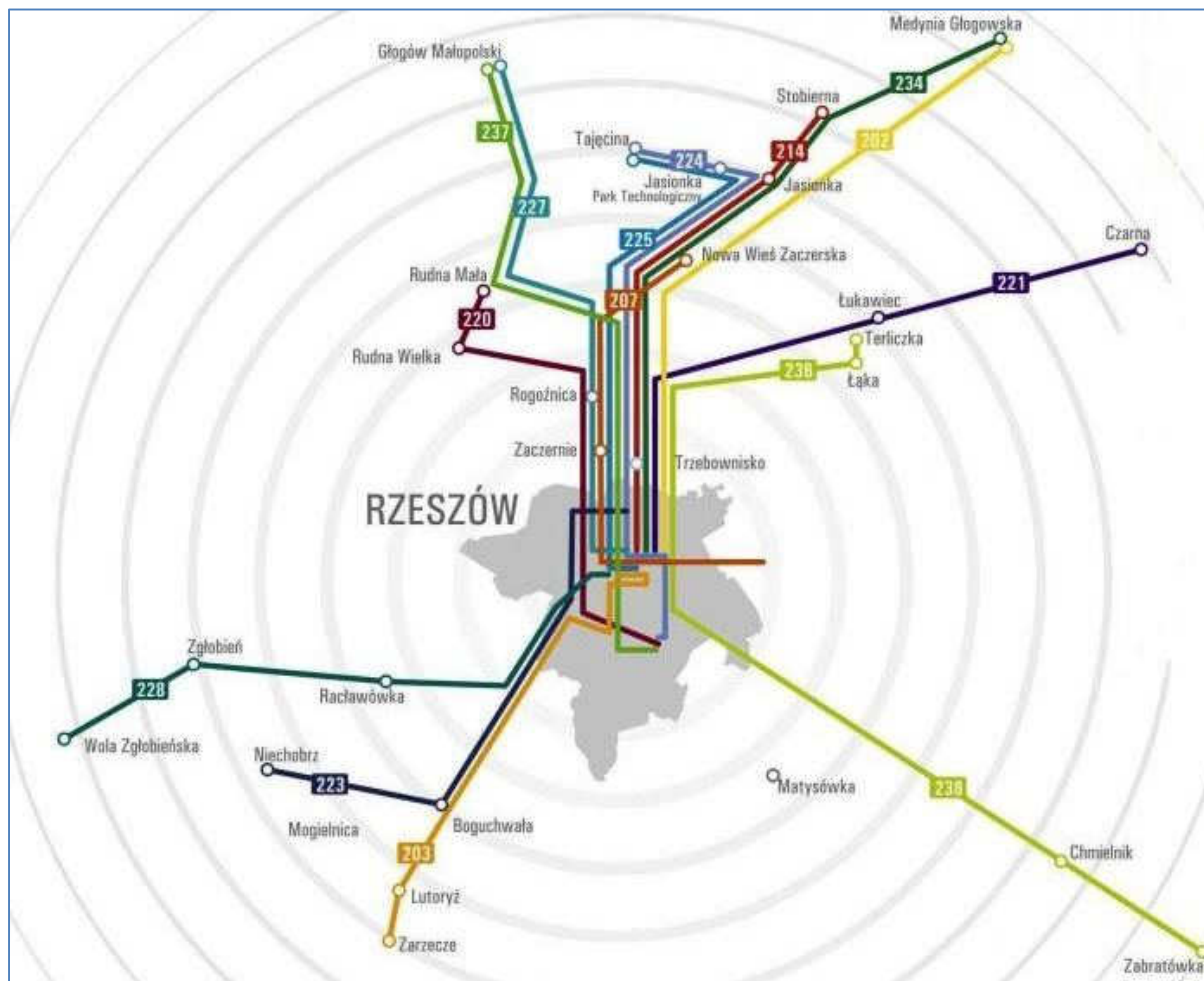 Medynia Głogowska
Głogów Małopolski
234
Stobierna
237
202
Tajęcina
224
214
Jasionka
Park Technologiczny
Jasionka
227
225
Czarna
Nowa Wieś Zaczerska
Rudna Mała
221
207
Łukawiec
220
Terliczka
Rudna Wielka
238
Łąka
Rogoźnica
Zaczernie
Trzebownisko
RZESZÓW
Zgłobień
228
Racławówka
Wola Zgłobieńska
Niechobrz
223
Matysówka
238
Mogielnica
Boguchwała
203
Chmielnik
Lutoryż
Zarzecze
Zabratówka